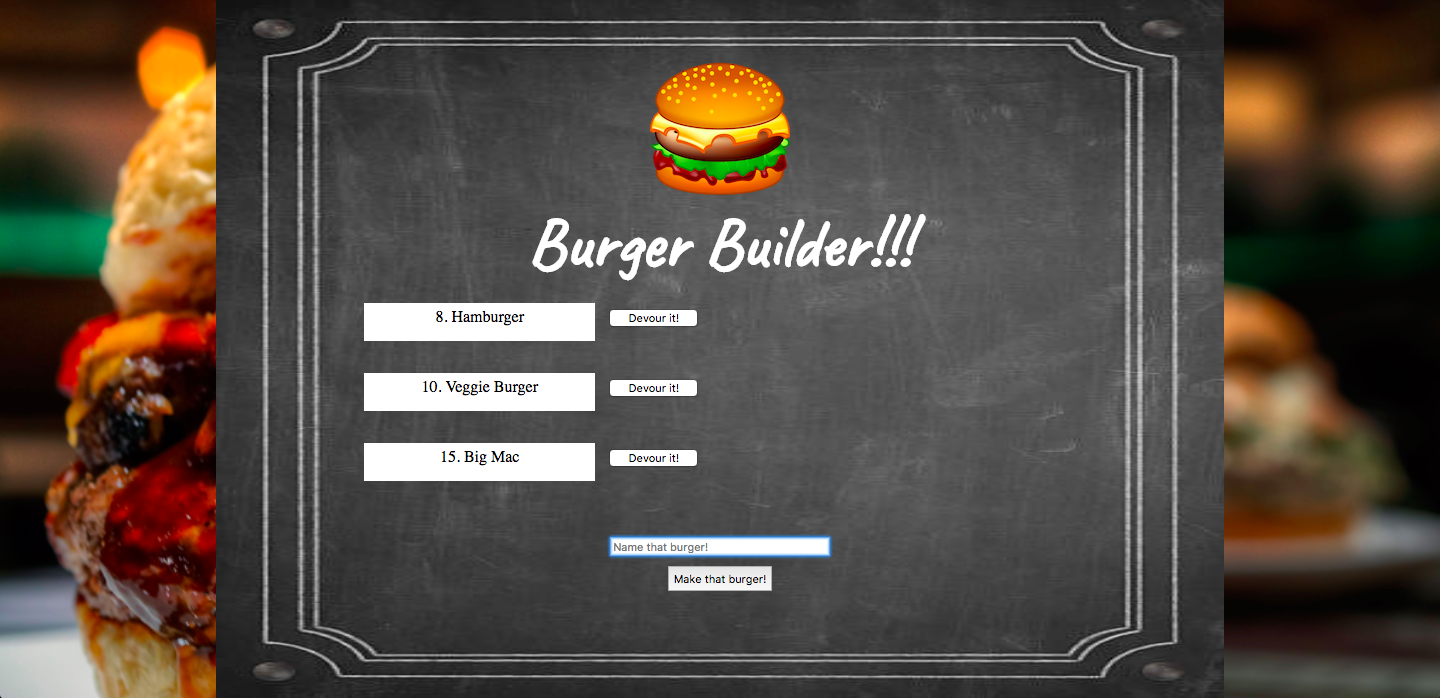 Burger Builder!!!
8. Hamburger
Devour it!
10. Veggie Burger
Devour it!
15. Big Mac
Devour it!
Name that burger!
Make that burger!